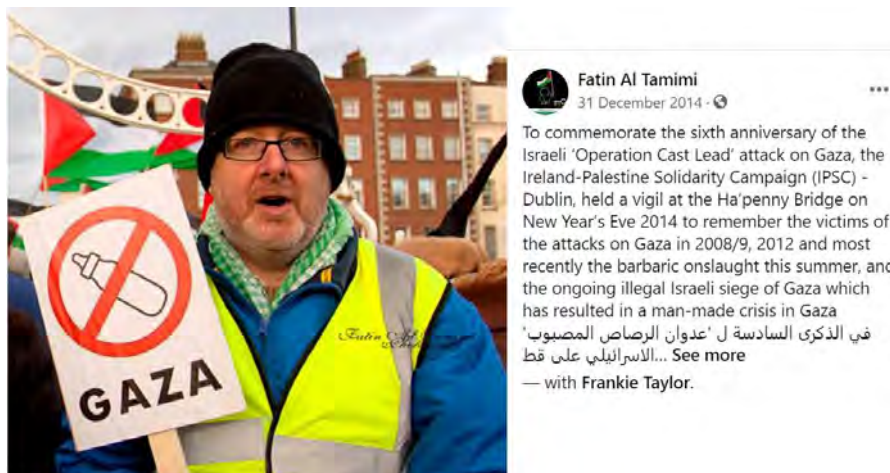 GAZA
Fatin Al Tamimi
31 December 2014 ·
To commemorate the sixth anniversary of the
Israeli 'Operation Cast Lead' attack on Gaza, the
Ireland-Palestine Solidarity Campaign (IPSC) -
Dublin, held a vigil at the Ha'penny Bridge on
New Year's Eve 2014 to remember the victims of
the attacks on Gaza in 2008/9, 2012 and most
recently the barbaric onslaught this summer, and
the ongoing illegal Israeli siege of Gaza which
has resulted in a man-made crisis in Gaza
في الذكرى السادسة ل 'عدوان الرصاص المصبوب'
الاسرائيلي على قط... See more
— with Frankie Taylor.